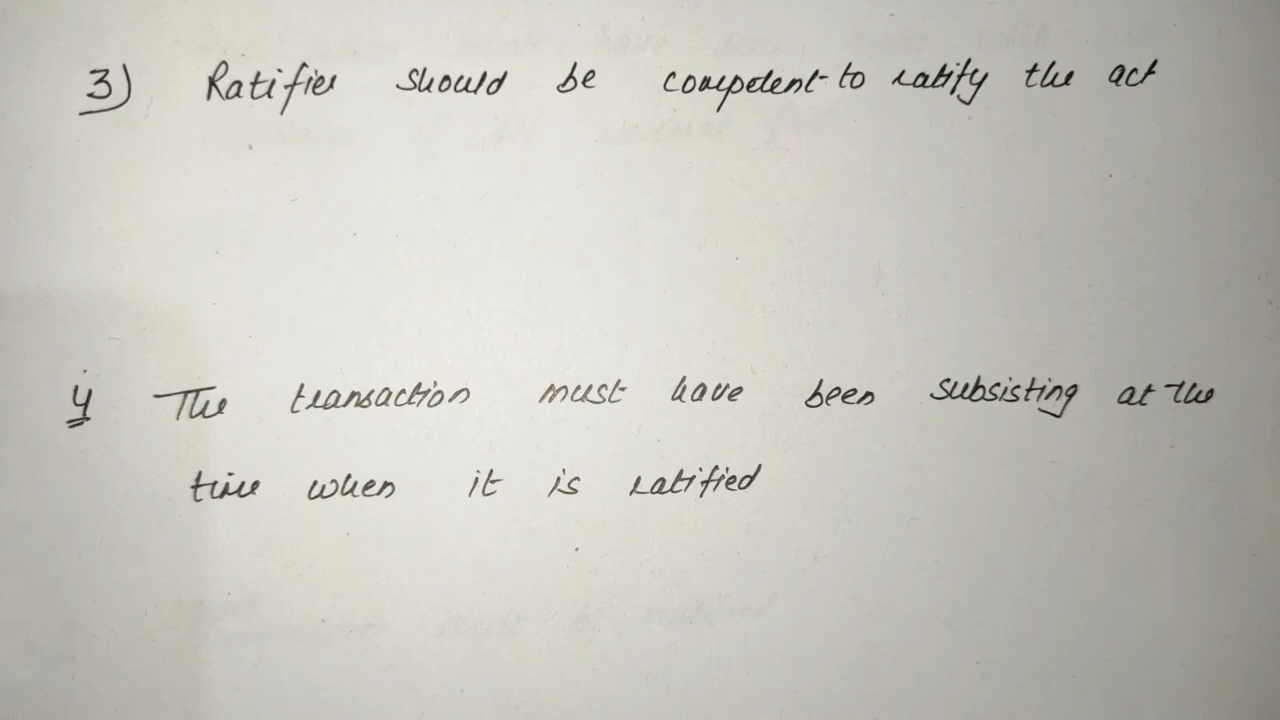 3) Ratifier should be competent to ratify the act
4 The transaction must have been subsisting at the
time when it is ratified